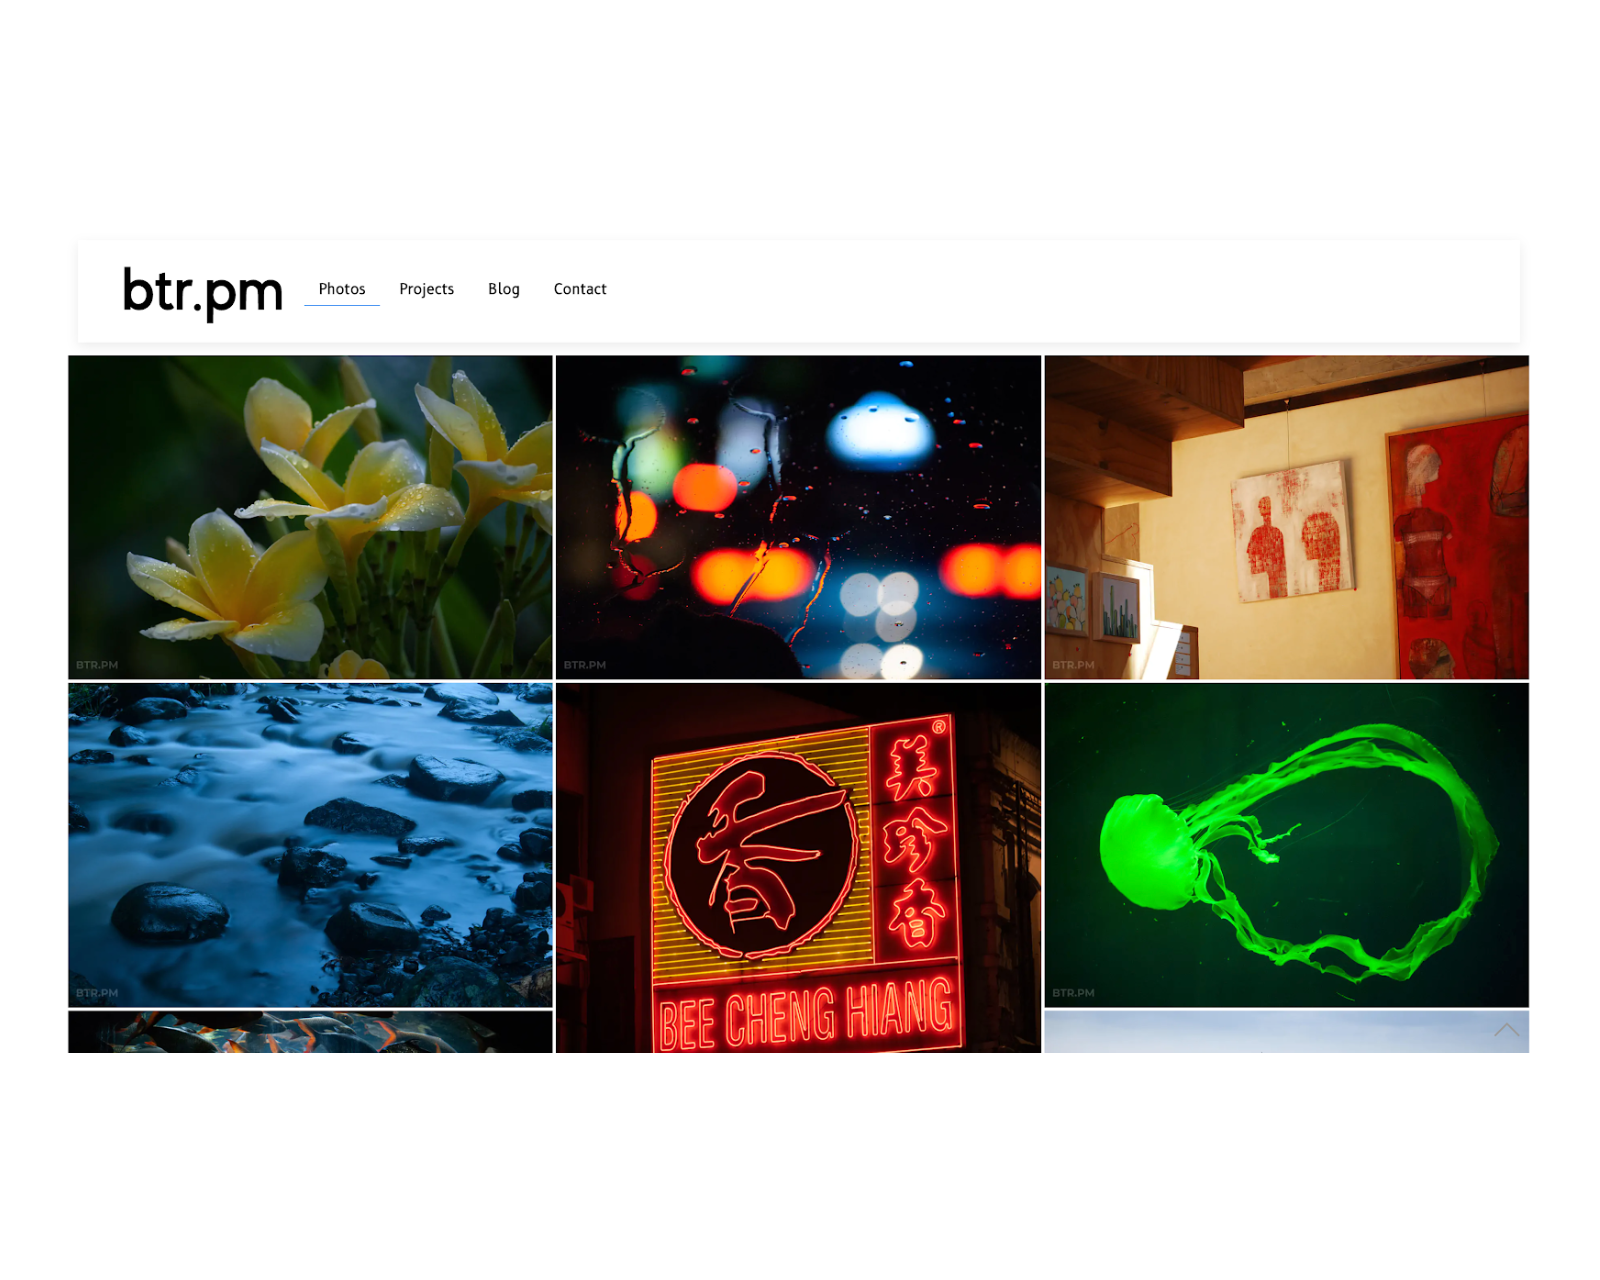 btr.pm
Photos
Projects
Blog
Contact
BTR.PM
BTR.PM
BTR.PM
BTR.PM
香
美珍香
®
BEE CHENG HIANG
BTR.PM